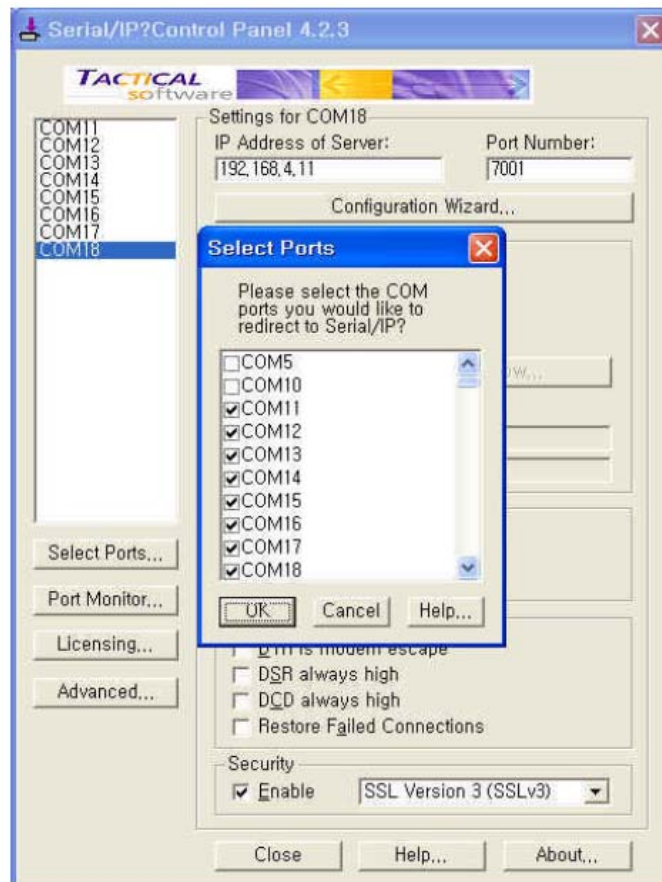 Serial/IP?Control Panel 4.2.3
TACTICAL
software
COM11
COM12
COM13
COM14
COM15
COM16
COM17
COM18
Select Ports...
Port Monitor...
Licensing...
Advanced...
Settings for COM18
IP Address of Server:
Port Number:
192,168,4,11
7001
Configuration Wizard...
Select Ports
Please select the COM
ports you would like to
redirect to Serial/IP?
COM5
COM10
COM11
COM12
COM13
COM14
COM15
COM16
COM17
COM18
OK
Cancel
Help...
DTR is modem escape
DSR always high
DCD always high
Restore Failed Connections
Security
Enable
SSL Version 3 (SSLv3)
Close
Help...
About...